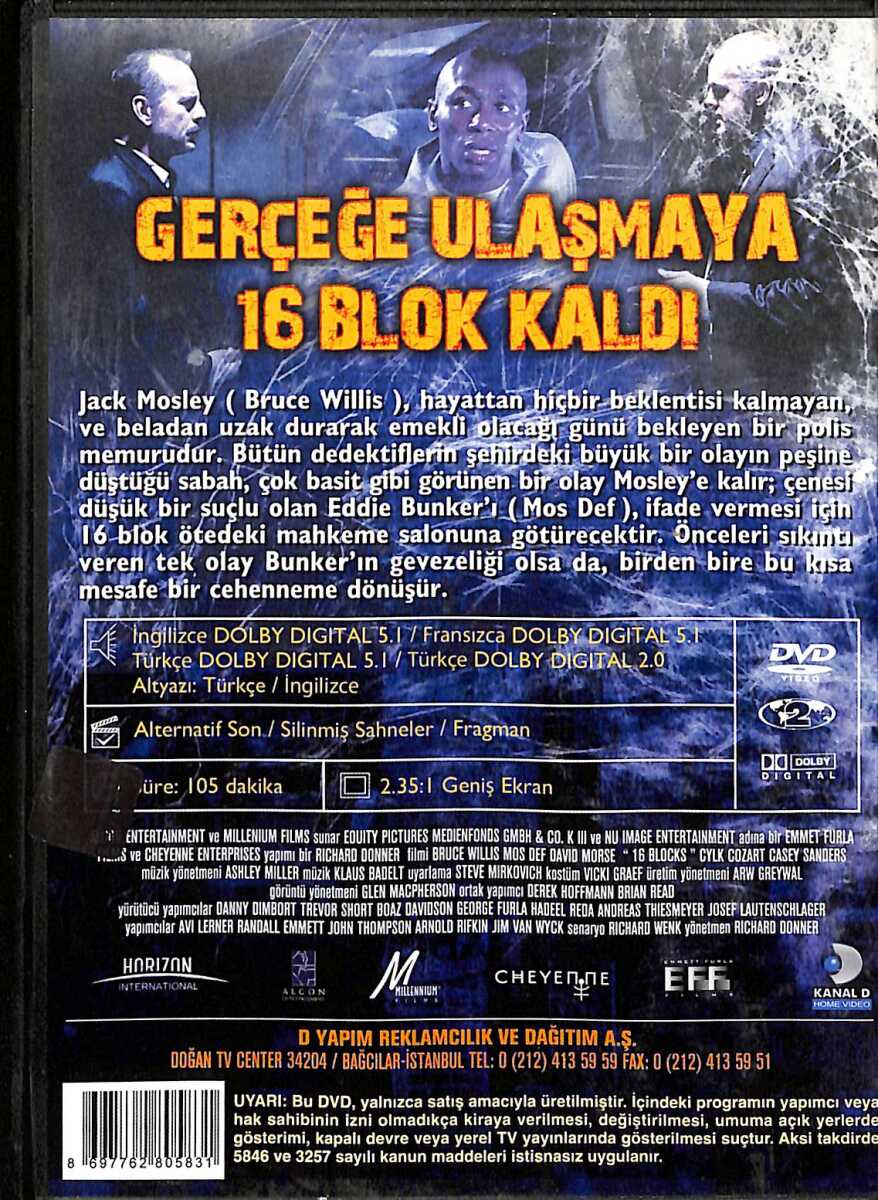 GERÇEĞE ULAŞMAYA
16 BLOK KALDI
Jack Mosley ( Bruce Willis ), hayattan hiçbir beklentisi kalmayan,
ve beladan uzak durarak emekli olacağı günü bekleyen bir polis
memurudur. Bütün dedektiflerin şehirdeki büyük bir olayın peşine
düştüğü sabah, çok basit gibi görünen bir olay Mosley'e kalır; çenesi
düşük bir suçlu olan Eddie Bunker'ı ( Mos Def ), ifade vermesi için
16 blok ötedeki mahkeme salonuna götürecektir. Önceleri sıkıntı
veren tek olay Bunker'ın gevezeliği olsa da, birden bire bu kısa
mesafe bir cehenneme dönüşür.
İngilizce DOLBY DIGITAL 5.1 / Fransızca DOLBY DIGITAL 5.1
Türkçe DOLBY DIGITAL 5.1 / Türkçe DOLBY DIGITAL 2.0
Altyazı: Türkçe / İngilizce
DVD
VIDEO
2
Alternatif Son / Silinmiş Sahneler / Fragman
DOLBY
DIGITAL
üre: 105 dakika
2.35:1 Geniş Ekran
ENTERTAINMENT ve MILLENIUM FILMS sunar EQUITY PICTURES MEDIENFONDS GMBH & CO. K III ve NU IMAGE ENTERTAINMENT adına bir EMMET FURLA
FILMS ve CHEYENNE ENTERPRISES yapımı bir RICHARD DONNER filmi BRUCE WILLIS MOS DEF DAVID MORSE " 16 BLOCKS " CYLK COZART CASEY SANDERS
müzik yönetmeni ASHLEY MILLER müzik KLAUS BADELT uyarlama STEVE MIRKOVICH kostüm VICKI GRAEF üretim yönetmeni ARW GREYWAL
görüntü yönetmeni GLEN MACPHERSON ortak yapımcı DEREK HOFFMANN BRIAN READ
yürütücü yapımcılar DANNY DIMBORT TREVOR SHORT BOAZ DAVIDSON GEORGE FURLA HADEEL REDA ANDREAS THIESMEYER JOSEF LAUTENSCHLAGER
yapımcılar AVI LERNER RANDALL EMMETT JOHN THOMPSON ARNOLD RIFKIN JIM VAN WYCK senaryo RICHARD WENK yönetmen RICHARD DONNER
HORIZON
INTERNATIONAL
ALCON
ENTERTAINMENT
M
MILLENNIUM
FILMS
CHEYENNE
EMMETT/FURLA
EFF
FILMS
KANAL D
HOME VIDEO
D YAPIM REKLAMCILIK VE DAĞITIM A.Ş.
DOĞAN TV CENTER 34204 / BAĞCILAR-İSTANBUL TEL: 0 (212) 413 59 59 FAX: 0 (212) 413 59 51
UYARI: Bu DVD, yalnızca satış amacıyla üretilmiştir. İçindeki programın yapımcı veya
hak sahibinin izni olmadıkça kiraya verilmesi, değiştirilmesi, umuma açık yerlerde
gösterimi, kapalı devre veya yerel TV yayınlarında gösterilmesi suçtur. Aksi takdirde
5846 ve 3257 sayılı kanun maddeleri istisnasız uygulanır.
8 697762 805831